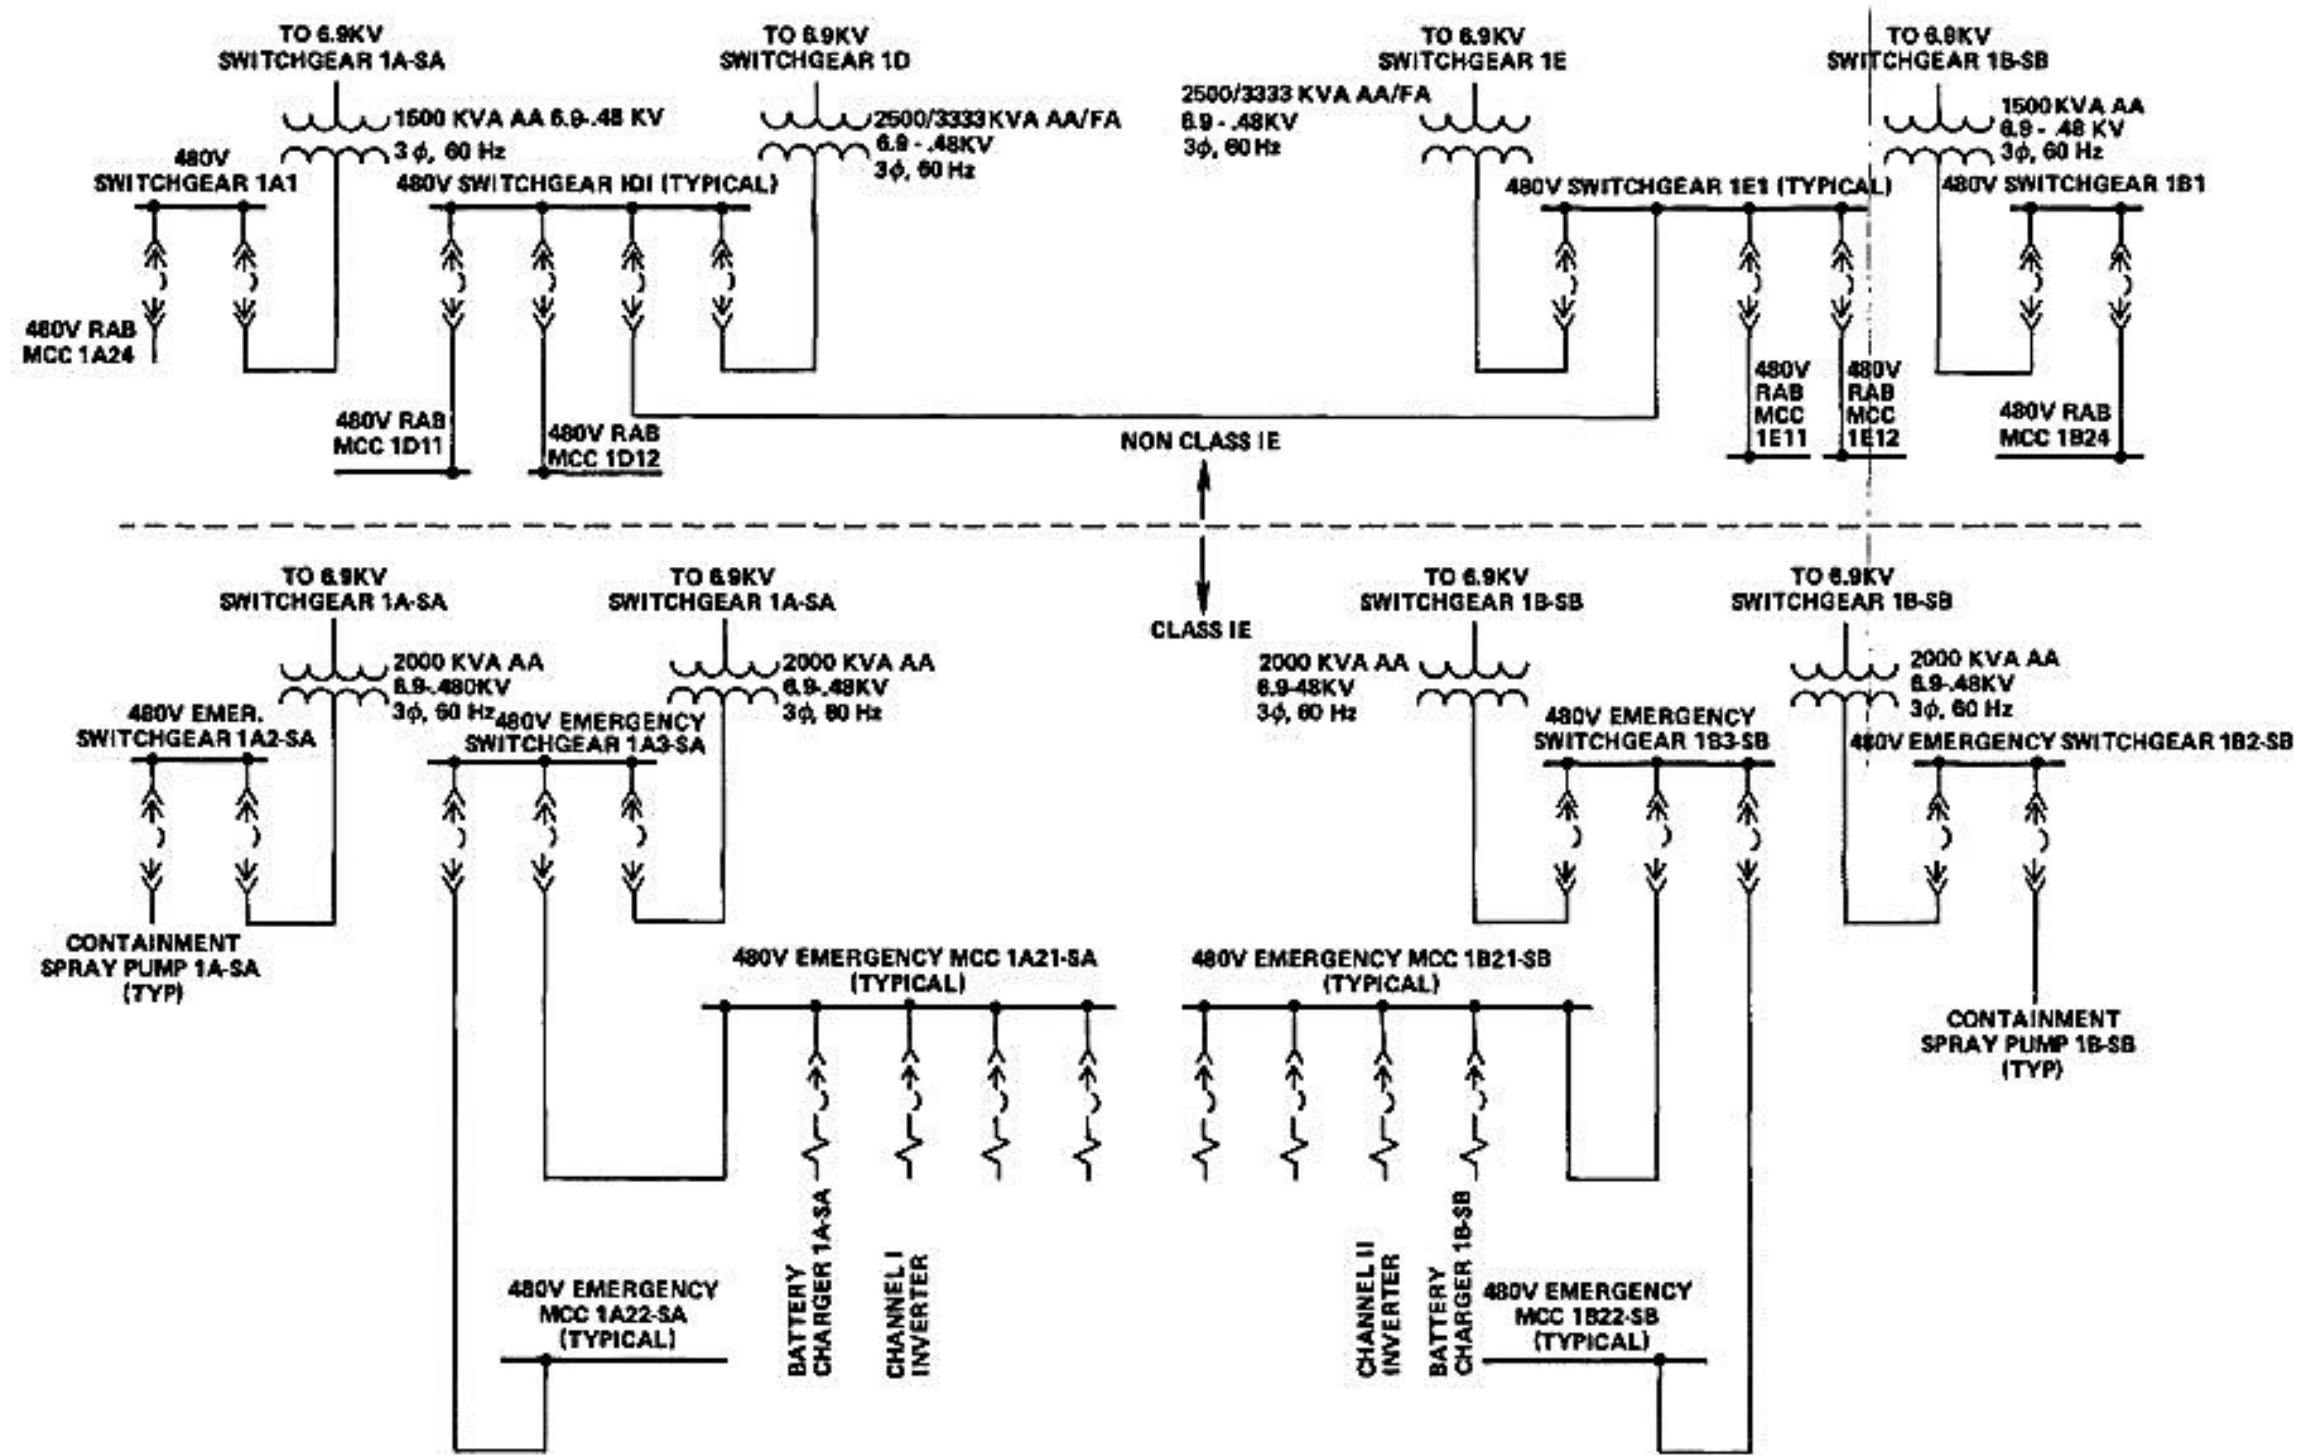 TO 6.9KV
SWITCHGEAR 1A-SA
1500 KVA AA 6.9-.48 KV
3ϕ, 60 Hz
480V
SWITCHGEAR 1A1
480V RAB
MCC 1A24
TO 6.9KV
SWITCHGEAR 1D
2500/3333 KVA AA/FA
6.9 - .48KV
3ϕ, 60 Hz
480V SWITCHGEAR IDI (TYPICAL)
480V RAB
MCC 1D11
480V RAB
MCC 1D12
TO 6.9KV
SWITCHGEAR 1E
2500/3333 KVA AA/FA
6.9 - .48KV
3ϕ, 60 Hz
480V SWITCHGEAR 1E1 (TYPICAL)
480V
RAB
MCC
1E11
480V
RAB
MCC
1E12
TO 6.9KV
SWITCHGEAR 1B-SB
1500 KVA AA
6.9 - .48 KV
3ϕ, 60 Hz
480V SWITCHGEAR 1B1
480V RAB
MCC 1B24
NON CLASS IE
CLASS IE
TO 6.9KV
SWITCHGEAR 1A-SA
2000 KVA AA
6.9-.480KV
3ϕ, 60 Hz
480V EMER.
SWITCHGEAR 1A2-SA
CONTAINMENT
SPRAY PUMP 1A-SA
(TYP)
TO 6.9KV
SWITCHGEAR 1A-SA
2000 KVA AA
6.9-.48KV
3ϕ, 60 Hz
480V EMERGENCY
SWITCHGEAR 1A3-SA
TO 6.9KV
SWITCHGEAR 1B-SB
2000 KVA AA
6.9-48KV
3ϕ, 60 Hz
480V EMERGENCY
SWITCHGEAR 1B3-SB
TO 6.9KV
SWITCHGEAR 1B-SB
2000 KVA AA
6.9-.48KV
3ϕ, 60 Hz
480V EMERGENCY SWITCHGEAR 1B2-SB
CONTAINMENT
SPRAY PUMP 1B-SB
(TYP)
480V EMERGENCY MCC 1A21-SA
(TYPICAL)
480V EMERGENCY MCC 1B21-SB
(TYPICAL)
BATTERY
CHARGER 1A-SA
CHANNEL I
INVERTER
CHANNEL II
INVERTER
BATTERY
CHARGER 1B-SB
480V EMERGENCY
MCC 1A22-SA
(TYPICAL)
480V EMERGENCY
MCC 1B22-SB
(TYPICAL)